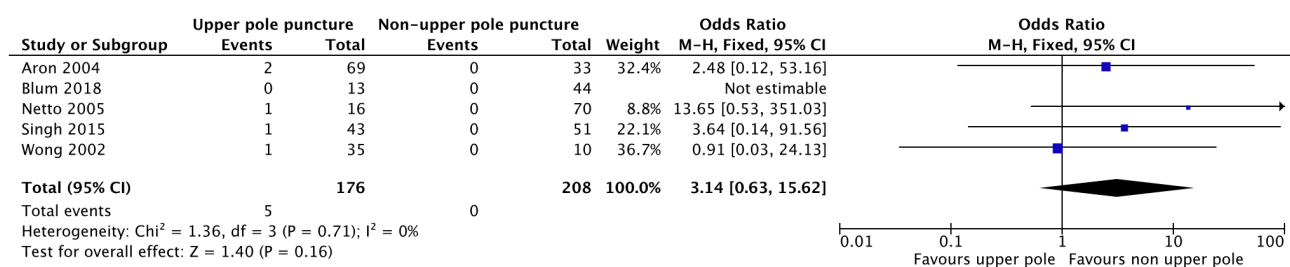 Upper pole puncture Non-upper pole puncture Odds Ratio Odds Ratio
Study or Subgroup Events Total Events Total Weight M-H, Fixed, 95% CI M-H, Fixed, 95% CI
Aron 2004 2 69 0 33 32.4% 2.48 [0.12, 53.16]
Blum 2018 0 13 0 44 Not estimable
Netto 2005 1 16 0 70 8.8% 13.65 [0.53, 351.03]
Singh 2015 1 43 0 51 22.1% 3.64 [0.14, 91.56]
Wong 2002 1 35 0 10 36.7% 0.91 [0.03, 24.13]
Total (95% CI) 176 208 100.0% 3.14 [0.63, 15.62]
Total events 5 0
Heterogeneity: Chi² = 1.36, df = 3 (P = 0.71); I² = 0%
Test for overall effect: Z = 1.40 (P = 0.16)
0.01 0.1 1 10 100
Favours upper pole Favours non upper pole